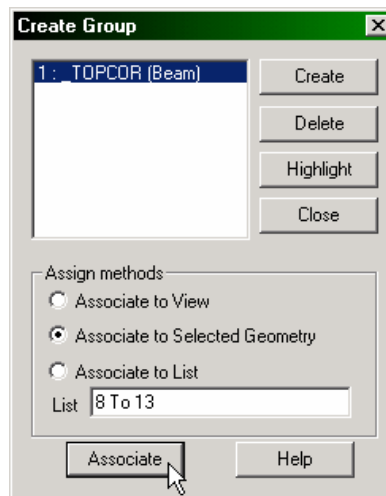 Create Group
1 : _TOPCOR (Beam)
Create
Delete
Highlight
Close
Assign methods
Associate to View
Associate to Selected Geometry
Associate to List
List 8 To 13
Associate
Help